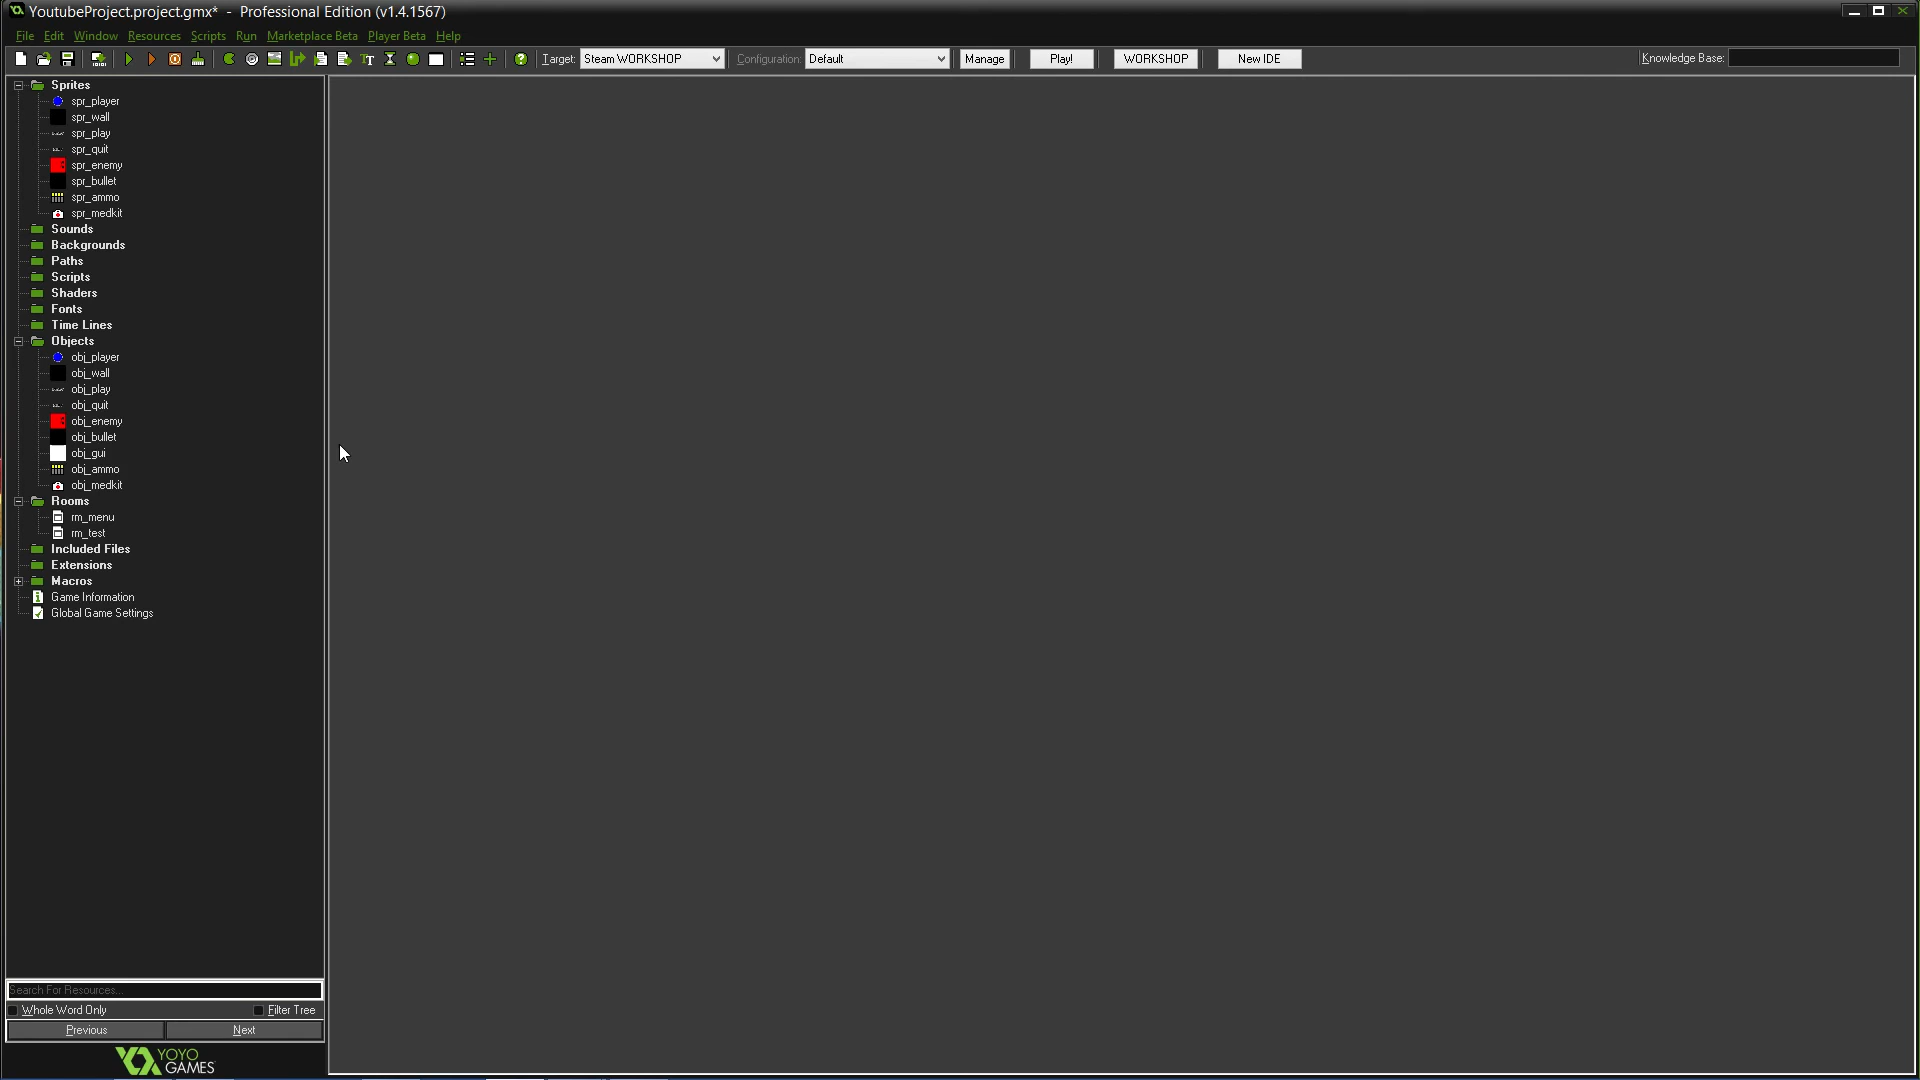 YoutubeProject.project.gmx* - Professional Edition (v1.4.1567)
File Edit Window Resources Scripts Run Marketplace Beta Player Beta Help
Target: Steam WORKSHOP Configuration: Default Manage Play! WORKSHOP New IDE Knowledge Base:
Sprites
spr_player
spr_wall
spr_play
spr_quit
spr_enemy
spr_bullet
spr_ammo
spr_medkit
Sounds
Backgrounds
Paths
Scripts
Shaders
Fonts
Time Lines
Objects
obj_player
obj_wall
obj_play
obj_quit
obj_enemy
obj_bullet
obj_gui
obj_ammo
obj_medkit
Rooms
rm_menu
rm_test
Included Files
Extensions
Macros
Game Information
Global Game Settings
Search For Resources...
Whole Word Only Filter Tree
Previous Next
YOYO
GAMES